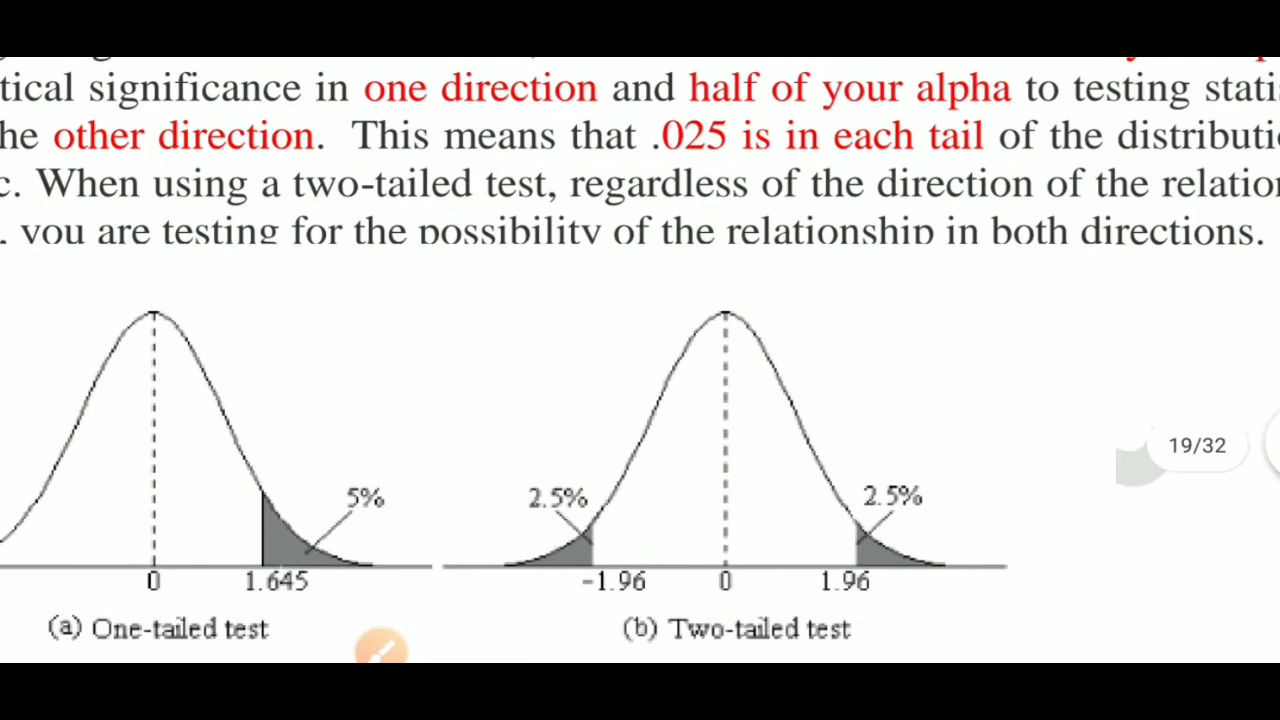 tical significance in one direction and half of your alpha to testing
he other direction. This means that .025 is in each tail of the
c. When using a two-tailed test, regardless of the direction of the
, you are testing for the possibility of the relationship in both directions.
19/32
5%
2.5%
2.5%
0
1.645
-1.96
0
1.96
(a) One-tailed test
(b) Two-tailed test